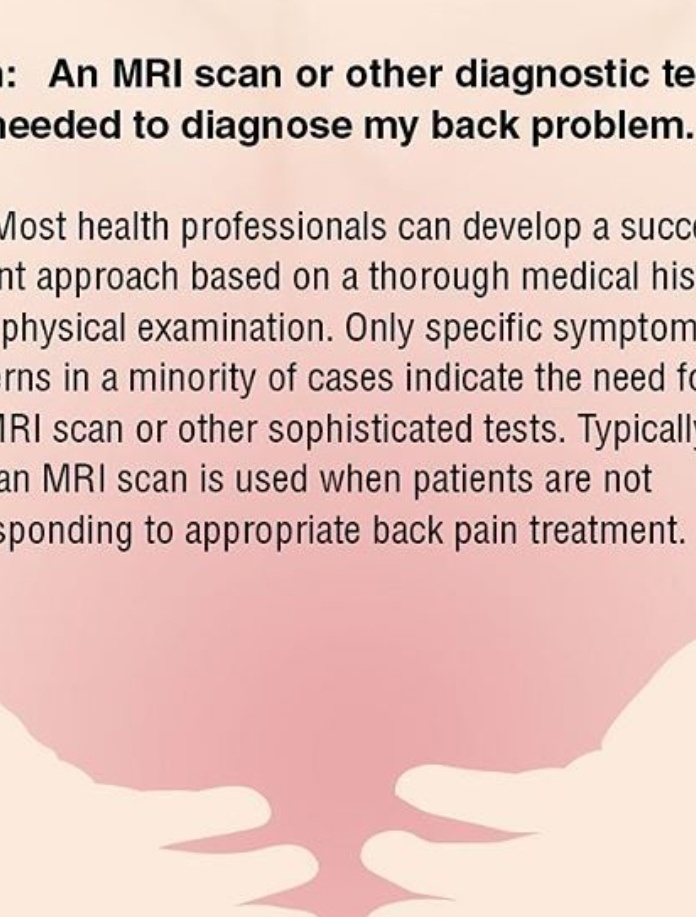 : An MRI scan or other diagnostic te
needed to diagnose my back problem.
Most health professionals can develop a succ
nt approach based on a thorough medical his
physical examination. Only specific symptom
erns in a minority of cases indicate the need fo
MRI scan or other sophisticated tests. Typically
an MRI scan is used when patients are not
sponding to appropriate back pain treatment.